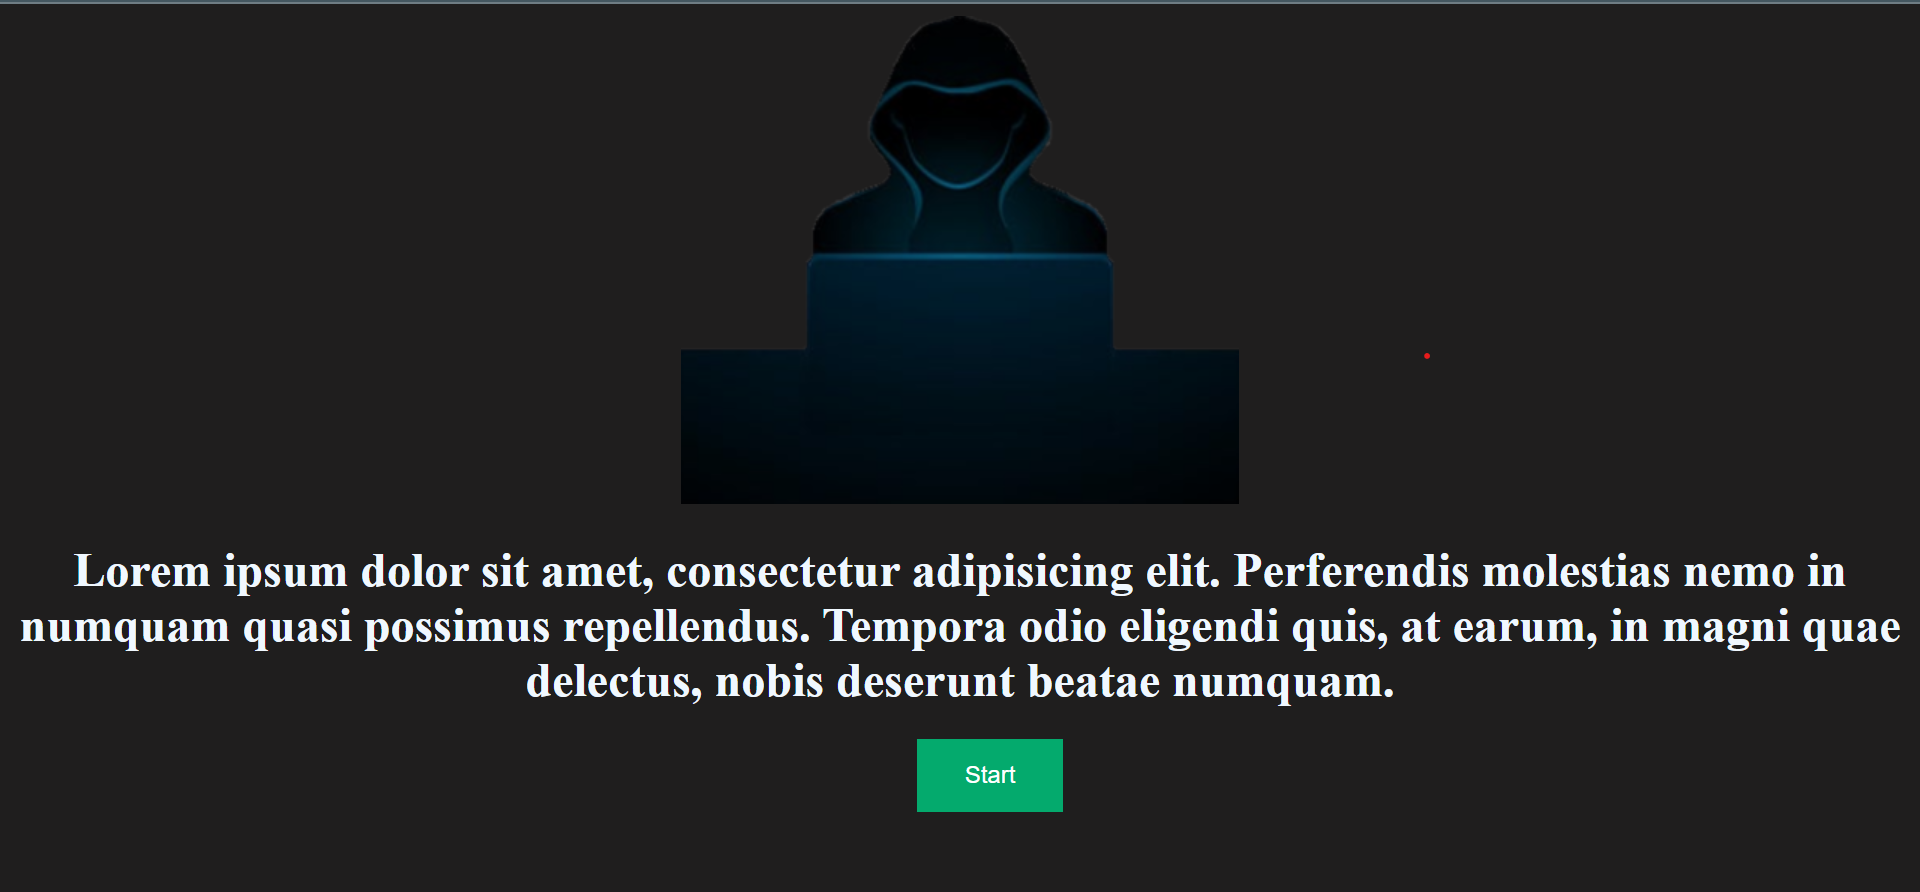 Lorem ipsum dolor sit amet, consectetur adipisicing elit. Perferendis molestias nemo in
numquam quasi possimus repellendus. Tempora odio eligendi quis, at earum, in magni quae
delectus, nobis deserunt beatae numquam.
Start